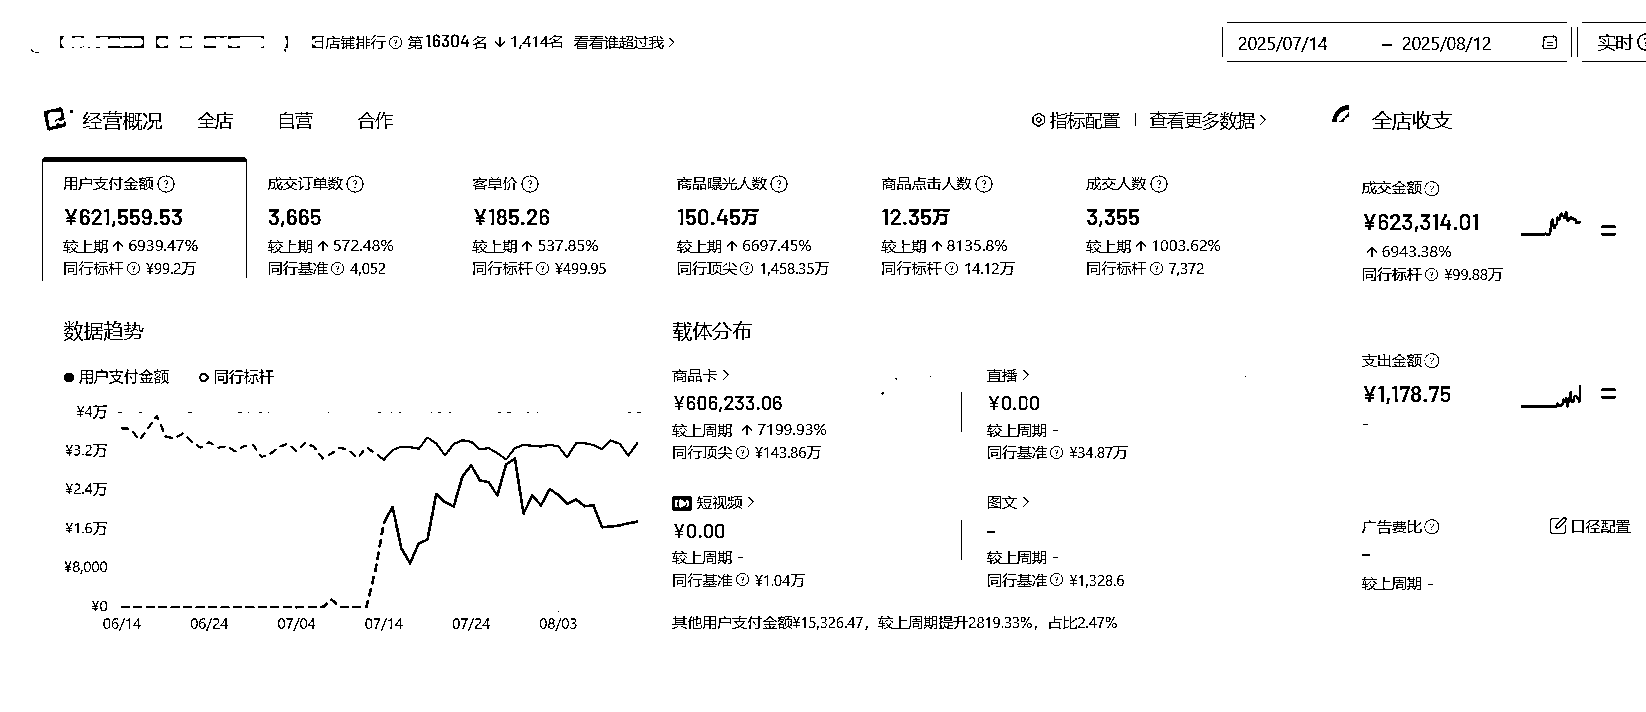 日店铺排行 第16304名 ↓1,414名 看看谁超过我>
2025/07/14 – 2025/08/12 实时
经营概况 全店 自营 合作
指标配置 | 查看更多数据>
全店收支
用户支付金额
¥621,559.53
较上期↑6939.47%
同行标杆 ¥99.2万
成交订单数
3,665
较上期↑572.48%
同行基准 4,052
客单价
¥185.26
较上期↑537.85%
同行标杆 ¥499.95
商品曝光人数
150.45万
较上期↑6697.45%
同行顶尖 1,458.35万
商品点击人数
12.35万
较上期↑8135.8%
同行标杆 14.12万
成交人数
3,355
较上期↑1003.62%
同行标杆 7,372
成交金额
¥623,314.01
↑6943.38%
同行标杆 ¥99.88万
数据趋势
用户支付金额 同行标杆
¥4万
¥3.2万
¥2.4万
¥1.6万
¥8,000
¥0
06/14 06/24 07/04 07/14 07/24 08/03
载体分布
商品卡>
¥606,233.06
较上周期 ↑7199.93%
同行顶尖 ¥143.86万
直播>
¥0.00
较上周期 -
同行基准 ¥34.87万
短视频>
¥0.00
较上周期 -
同行基准 ¥1.04万
图文>
–
较上周期 -
同行基准 ¥1,328.6
其他用户支付金额¥15,326.47，较上周期提升2819.33%，占比2.47%
支出金额
¥1,178.75
-
广告费比 口径配置
–
较上周期 -